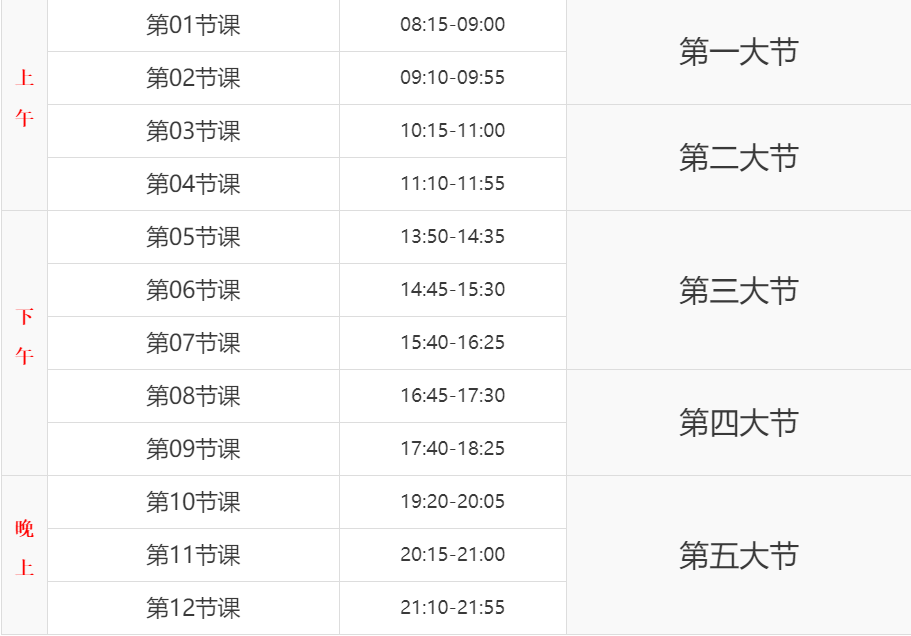 上午
第01节课 08:15-09:00 第一大节
第02节课 09:10-09:55
第03节课 10:15-11:00 第二大节
第04节课 11:10-11:55
下午
第05节课 13:50-14:35 第三大节
第06节课 14:45-15:30
第07节课 15:40-16:25
第08节课 16:45-17:30 第四大节
第09节课 17:40-18:25
晚上
第10节课 19:20-20:05 第五大节
第11节课 20:15-21:00
第12节课 21:10-21:55